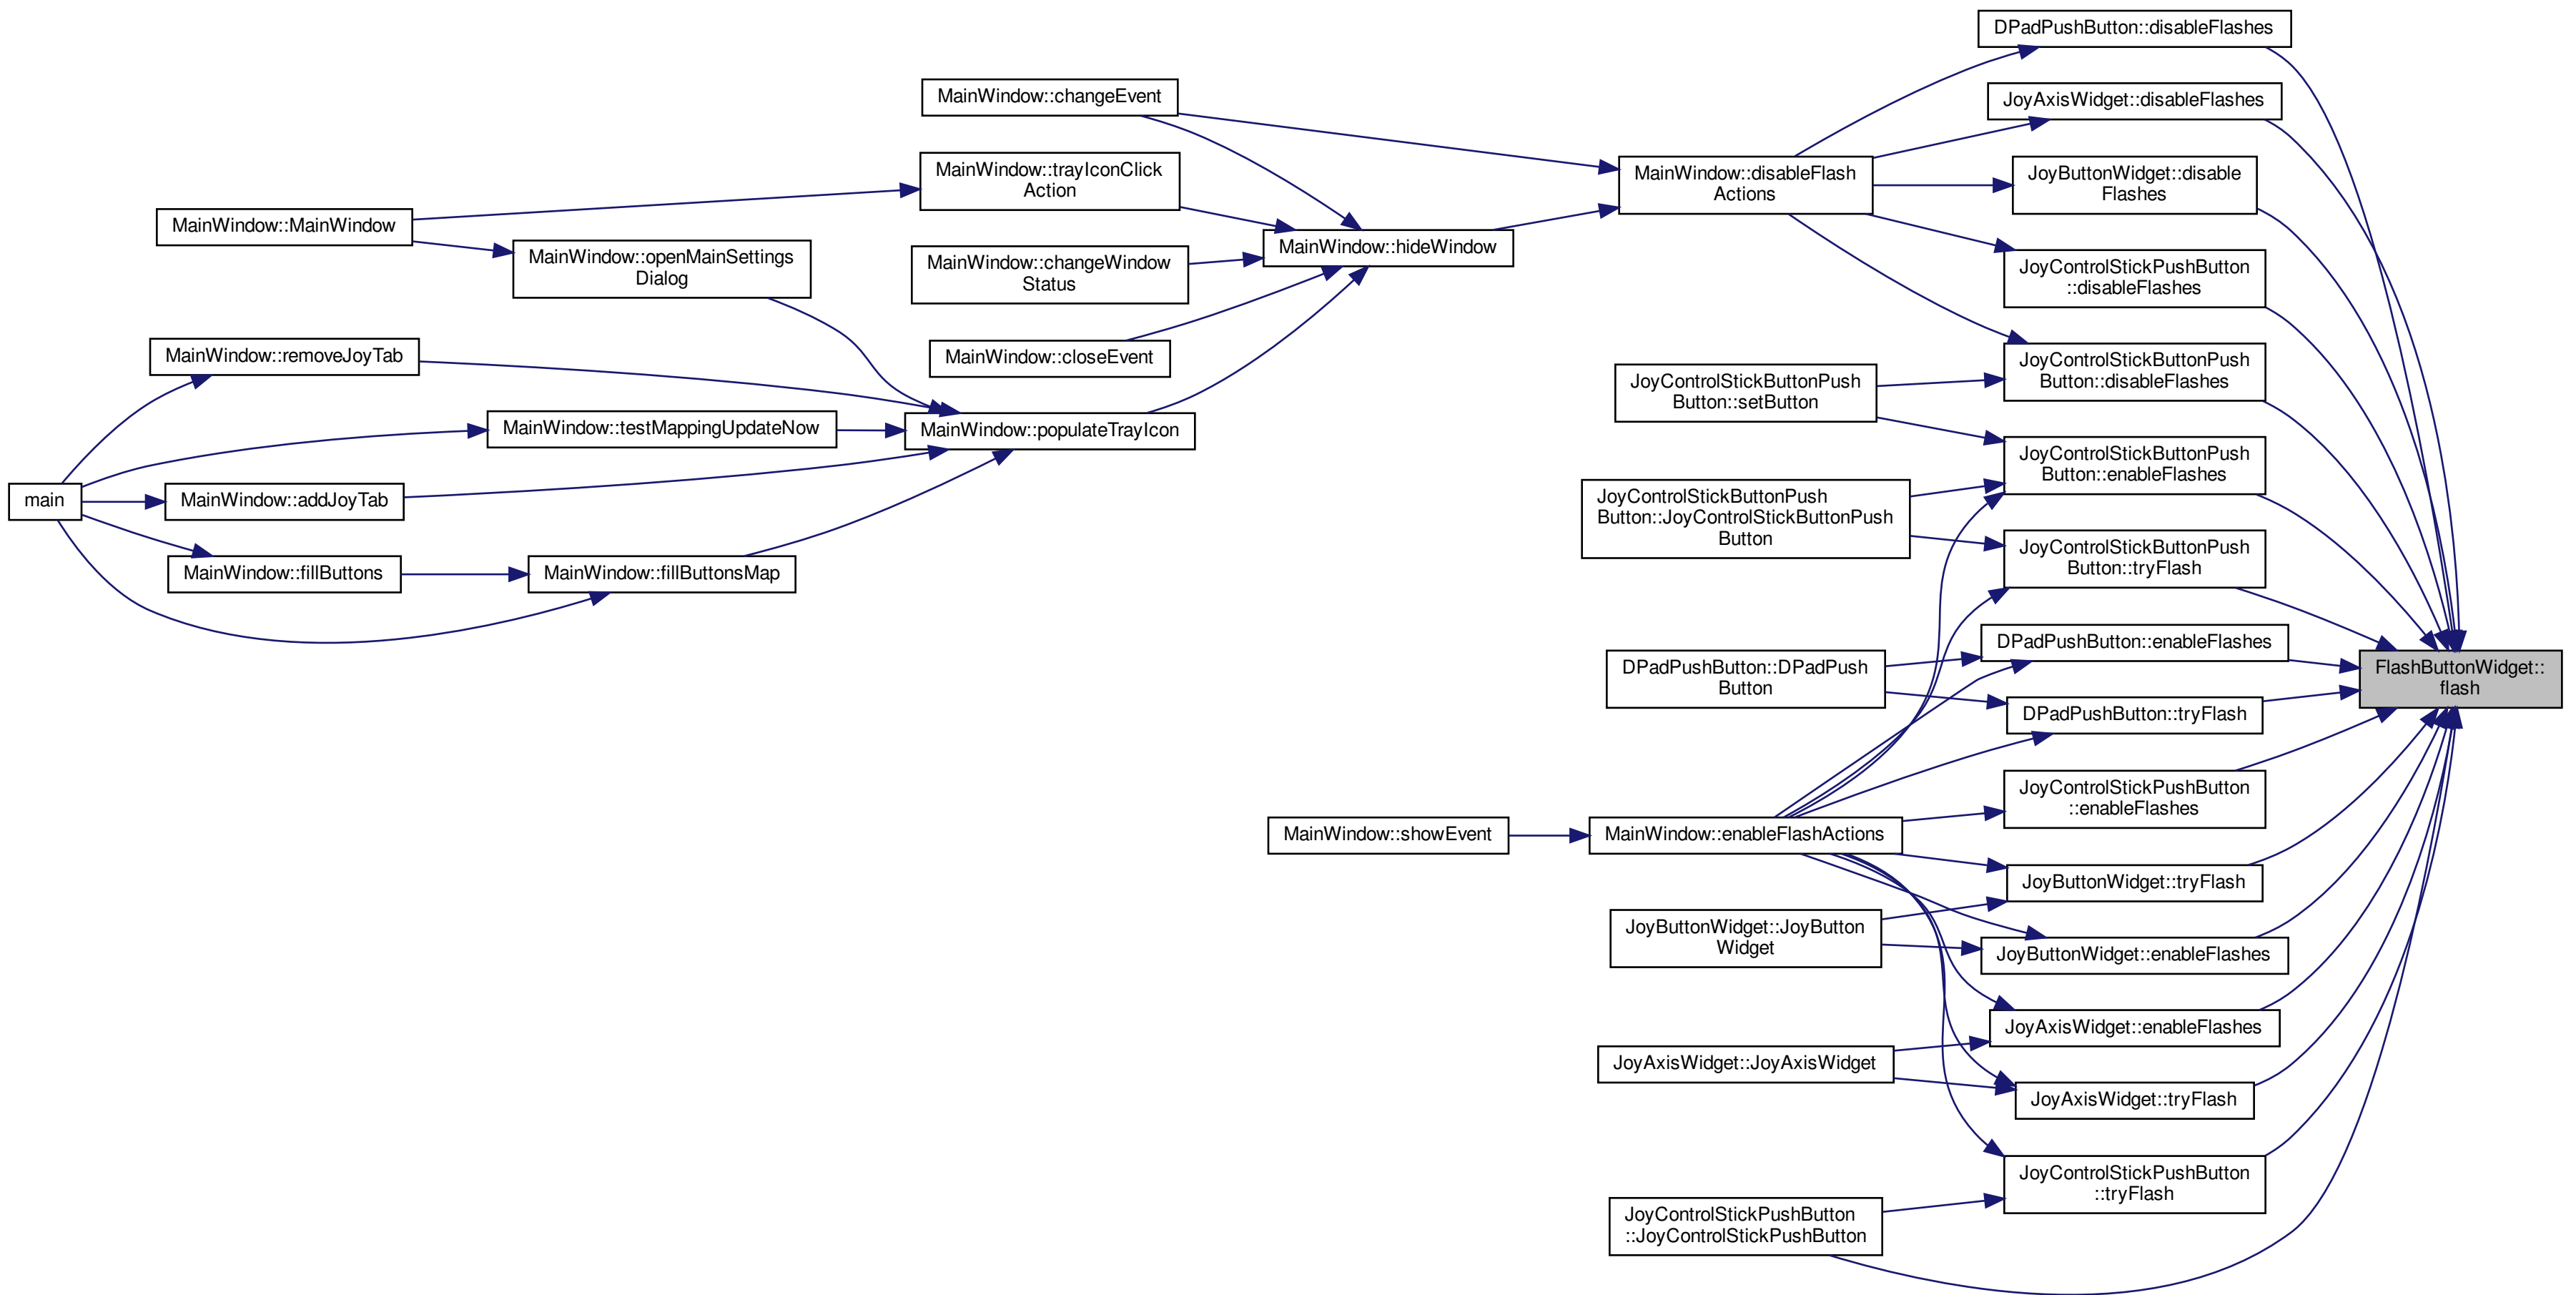 DPadPushButton::disableFlashes
MainWindow::changeEvent
JoyAxisWidget::disableFlashes
MainWindow::trayIconClick
Action
MainWindow::disableFlash
Actions
JoyButtonWidget::disable
Flashes
MainWindow::MainWindow
MainWindow::openMainSettings
Dialog
MainWindow::changeWindow
Status
MainWindow::hideWindow
JoyControlStickPushButton
::disableFlashes
MainWindow::removeJoyTab
MainWindow::closeEvent
JoyControlStickButtonPush
Button::setButton
JoyControlStickButtonPush
Button::disableFlashes
MainWindow::testMappingUpdateNow
MainWindow::populateTrayIcon
JoyControlStickButtonPush
Button::enableFlashes
main
MainWindow::addJoyTab
JoyControlStickButtonPush
Button::JoyControlStickButtonPush
Button
JoyControlStickButtonPush
Button::tryFlash
MainWindow::fillButtons
MainWindow::fillButtonsMap
DPadPushButton::DPadPush
Button
DPadPushButton::enableFlashes
FlashButtonWidget::
flash
DPadPushButton::tryFlash
JoyControlStickPushButton
::enableFlashes
MainWindow::showEvent
MainWindow::enableFlashActions
JoyButtonWidget::tryFlash
JoyButtonWidget::JoyButton
Widget
JoyButtonWidget::enableFlashes
JoyAxisWidget::enableFlashes
JoyAxisWidget::JoyAxisWidget
JoyAxisWidget::tryFlash
JoyControlStickPushButton
::tryFlash
JoyControlStickPushButton
::JoyControlStickPushButton